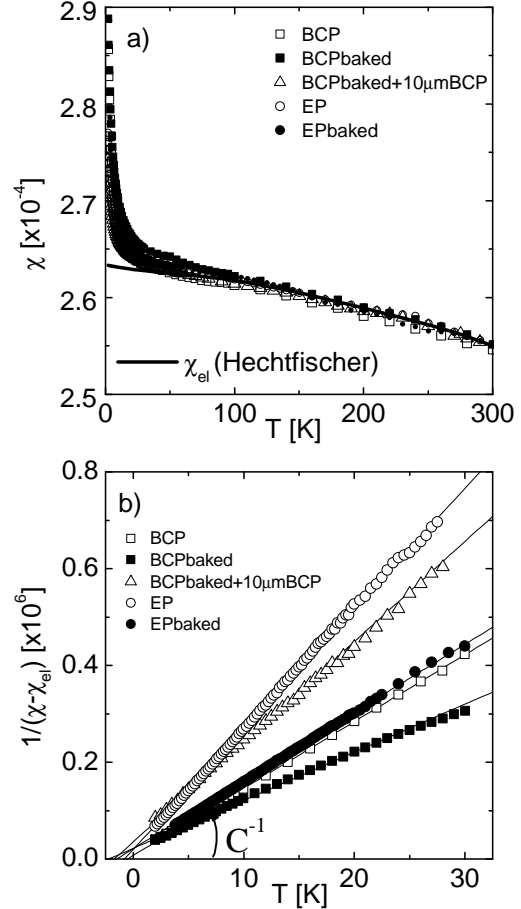 a)
BCP
BCPbaked
BCPbaked+10μmBCP
EP
EPbaked
2.9
2.8
2.7
2.6
2.5
χ [x10⁻⁴]
χel (Hechtfischer)
0 100 200 300
T [K]
b)
BCP
BCPbaked
BCPbaked+10μmBCP
EP
EPbaked
0.8
0.6
0.4
0.2
0.0
1/(χ-χel) [x10⁶]
C⁻¹
0 10 20 30
T [K]